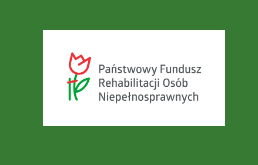 Państwowy Fundusz
Rehabilitacji Osób
Niepełnosprawnych